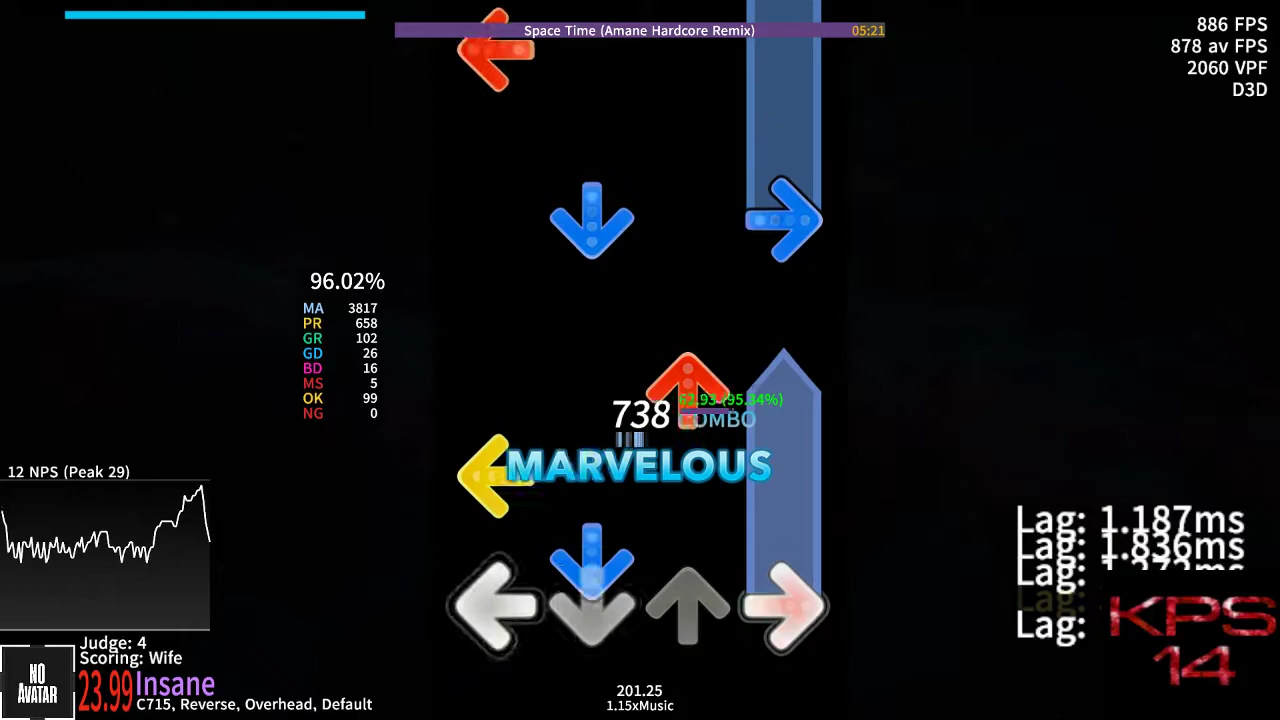 Space Time (Amane Hardcore Remix) 05:21
886 FPS
878 av FPS
2060 VPF
D3D
96.02%
MA 3817
PR 658
GR 102
GD 26
BD 16
MS 5
OK 99
NG 0
738 COMBO
MARVELOUS
12 NPS (Peak 29)
Lag: 1.187ms
Lag: 1.836ms
Lag:
Lag:
KPS
14
Judge: 4
Scoring: Wife
NO
AVATAR
23.99 Insane
C715, Reverse, Overhead, Default
201.25
1.15xMusic